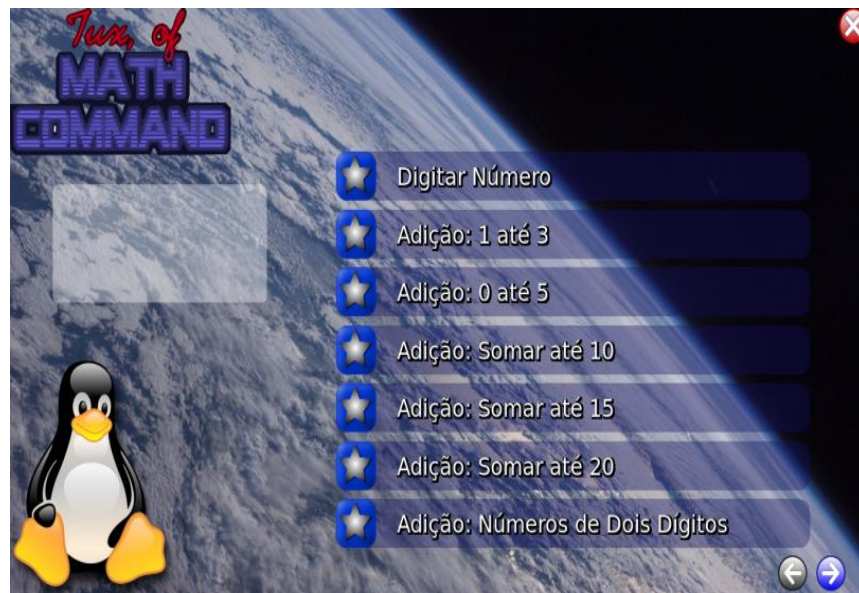 Tux, of
MATH
COMMAND
Digitar Número
Adição: 1 até 3
Adição: 0 até 5
Adição: Somar até 10
Adição: Somar até 15
Adição: Somar até 20
Adição: Números de Dois Dígitos